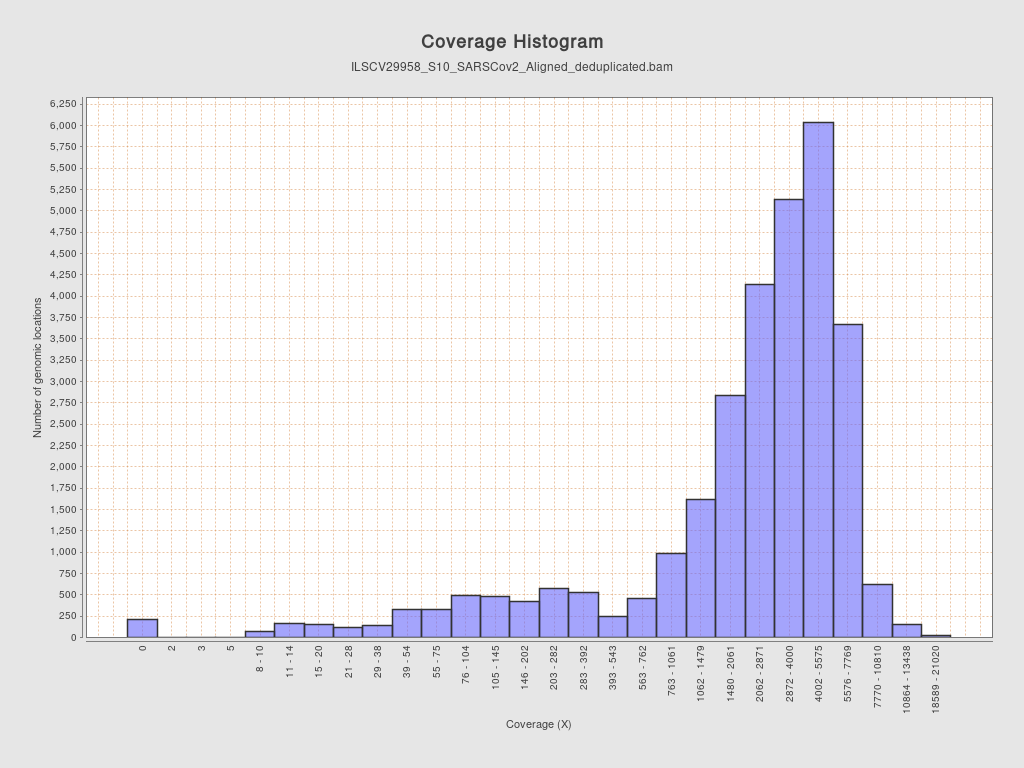 Coverage Histogram
ILSCV29958_S10_SARSCov2_Aligned_deduplicated.bam
Number of genomic locations
6,250
6,000
5,750
5,500
5,250
5,000
4,750
4,500
4,250
4,000
3,750
3,500
3,250
3,000
2,750
2,500
2,250
2,000
1,750
1,500
1,250
1,000
750
500
250
0
0
2
3
5
8 - 10
11 - 14
15 - 20
21 - 28
29 - 38
39 - 54
55 - 75
76 - 104
105 - 145
146 - 202
203 - 282
283 - 392
393 - 543
563 - 762
763 - 1061
1062 - 1479
1480 - 2061
2062 - 2871
2872 - 4000
4002 - 5575
5576 - 7769
7770 - 10810
10864 - 13438
18589 - 21020
Coverage (X)